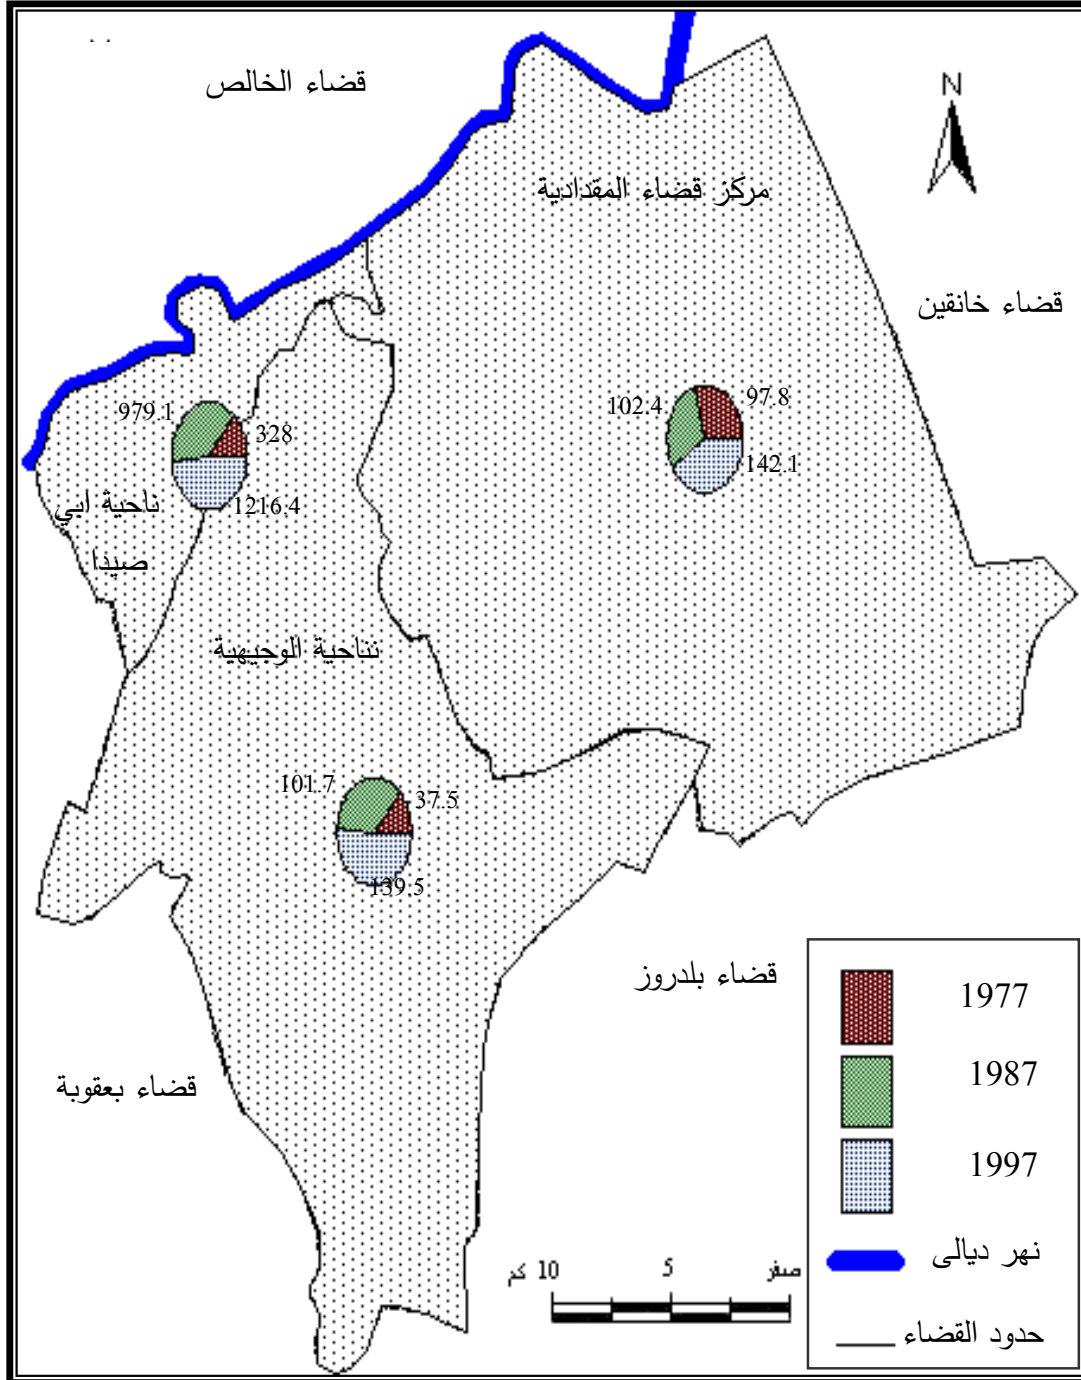 قضاء الخالص
N
مركز قضاء المقدادية
قضاء خانقين
97.8
102.4
142.1
979.1
328
1216.4
ناحية ابي
صيدا
نناحية الوجيهية
101.7
37.5
139.5
قضاء بلدروز
قضاء بعقوبة
1977
1987
1997
نهر ديالى
حدود القضاء
صفر 5 10 كم